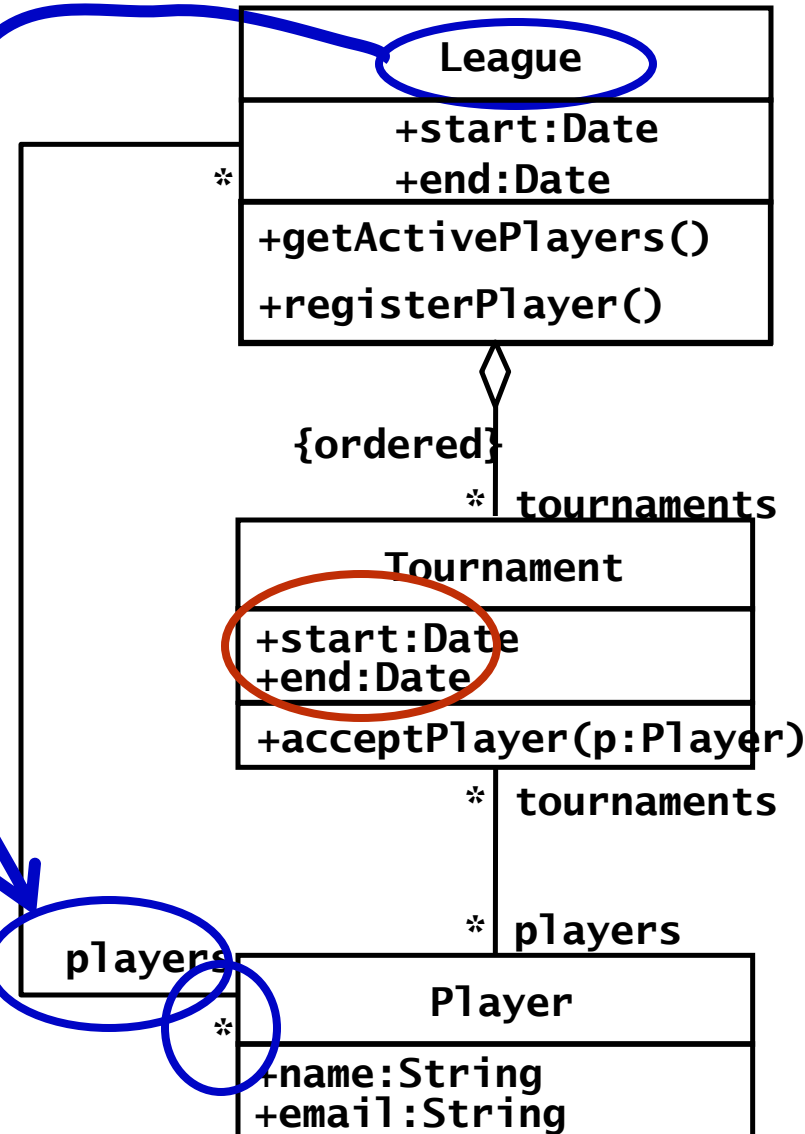 League
+start:Date
*
+end:Date
+getActivePlayers()
+registerPlayer()
{ordered}
* tournaments
Tournament
+start:Date
+end:Date
+acceptPlayer(p:Player)
* tournaments
* players
players
Player
*
+name:String
+email:String